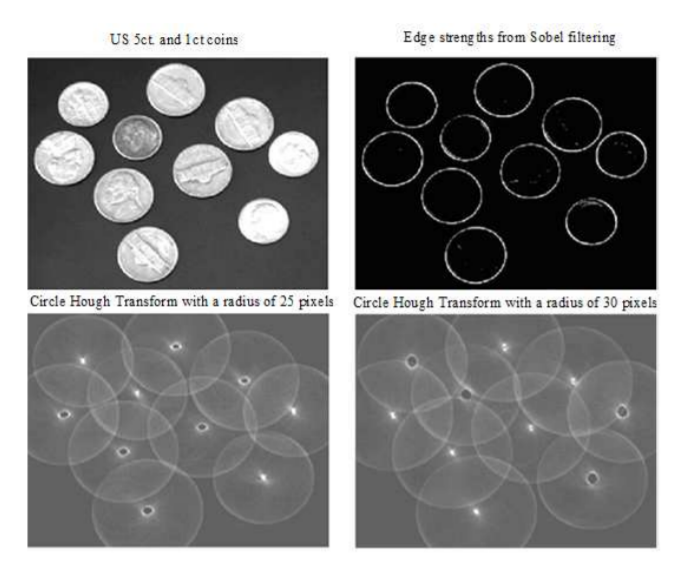 US 5ct. and 1ct coins
Edge strengths from Sobel filtering
Circle Hough Transform with a radius of 25 pixels
Circle Hough Transform with a radius of 30 pixels